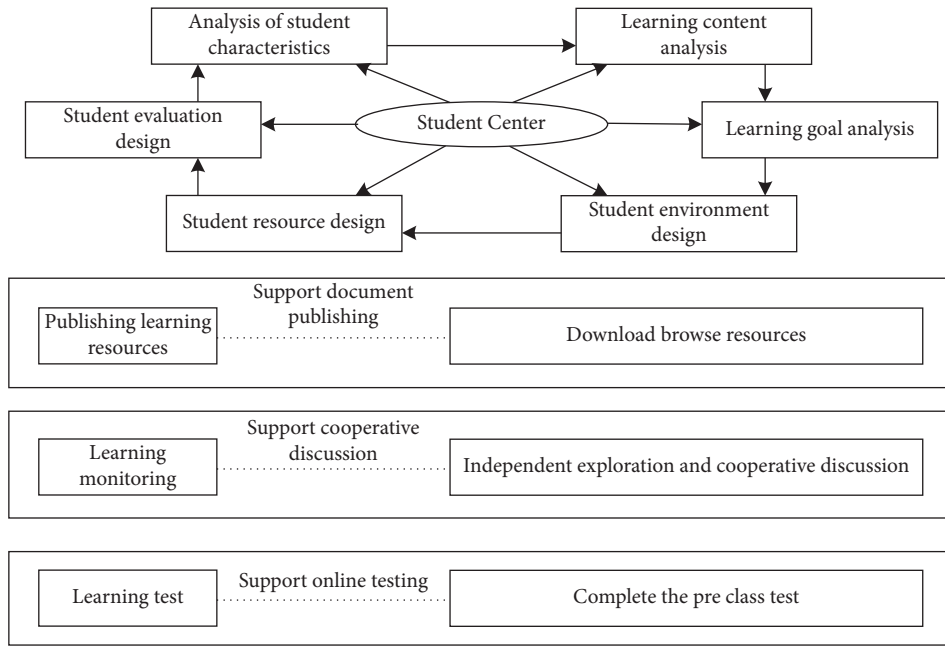 Analysis of student
characteristics
Learning content
analysis
Student evaluation
design
Student Center
Learning goal analysis
Student resource design
Student environment
design
Support document
publishing
Publishing learning
resources
Download browse resources
Support cooperative
discussion
Learning
monitoring
Independent exploration and cooperative discussion
Support online testing
Learning test
Complete the pre class test